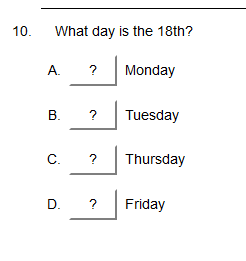 10. What day is the 18th?
A. ? Monday
B. ? Tuesday
C. ? Thursday
D. ? Friday